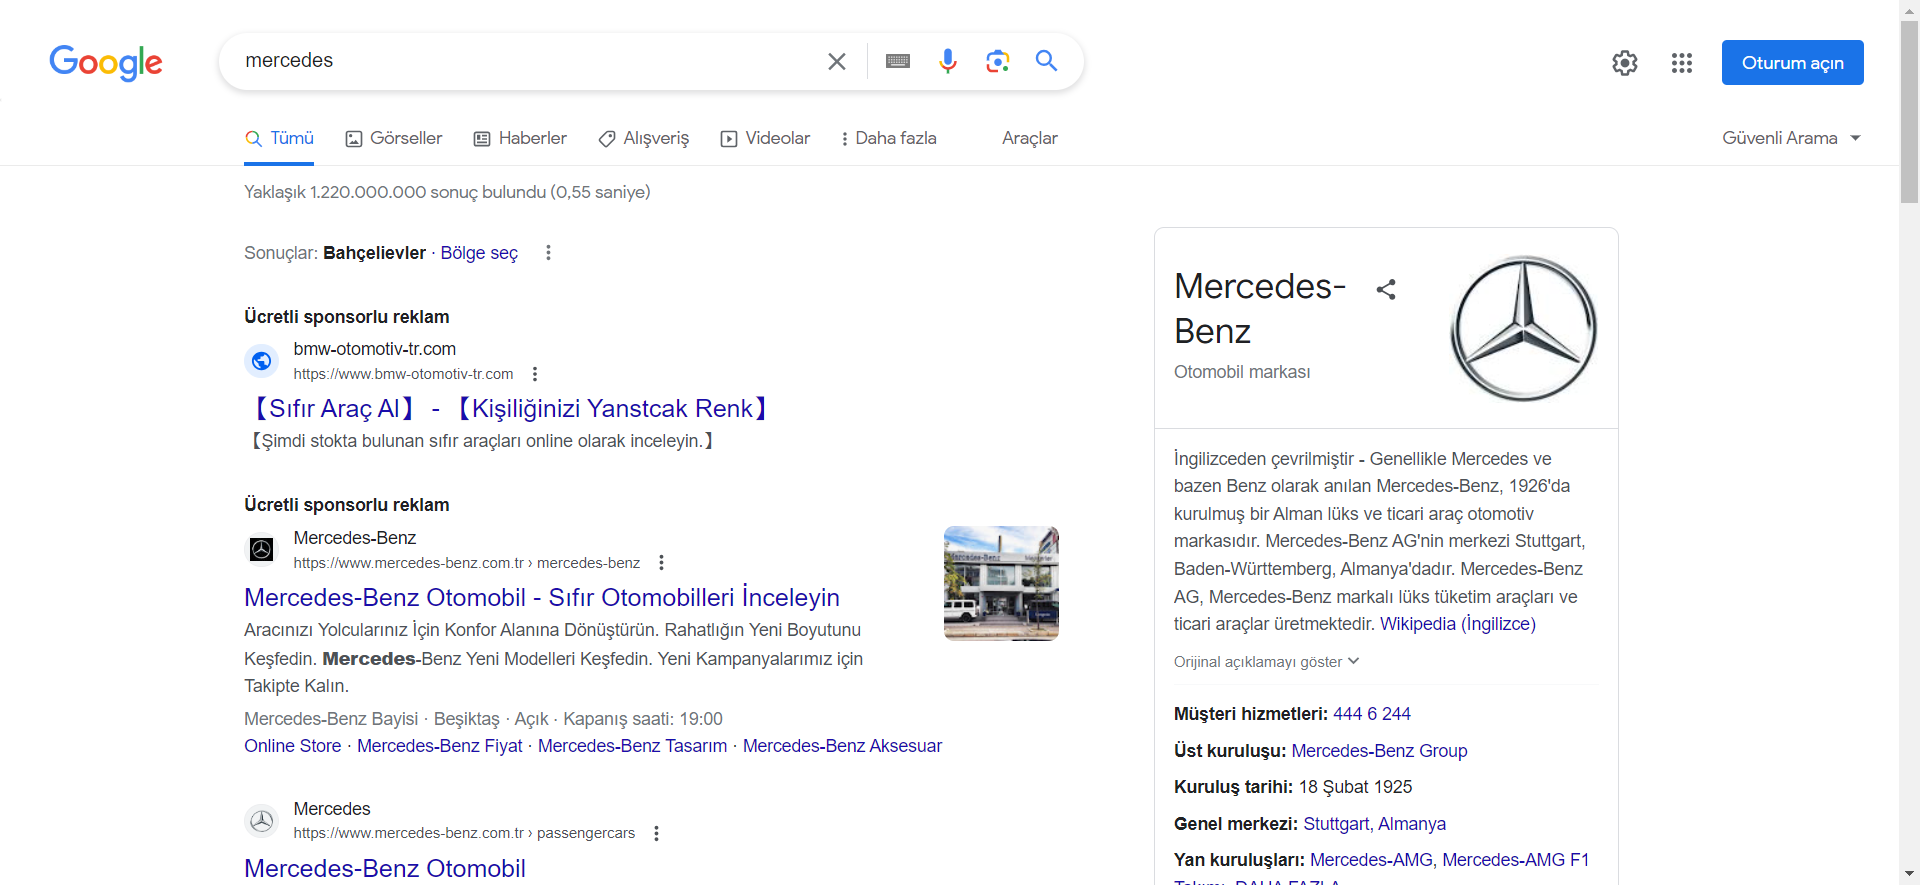 Google
mercedes
Oturum açın
Tümü
Görseller
Haberler
Alışveriş
Videolar
Daha fazla
Araçlar
Güvenli Arama
Yaklaşık 1.220.000.000 sonuç bulundu (0,55 saniye)
Sonuçlar: Bahçelievler · Bölge seç
Ücretli sponsorlu reklam
bmw-otomotiv-tr.com
https://www.bmw-otomotiv-tr.com
【Sıfır Araç Al】 - 【Kişiliğinizi Yanstcak Renk】
【Şimdi stokta bulunan sıfır araçları online olarak inceleyin.】
Ücretli sponsorlu reklam
Mercedes-Benz
https://www.mercedes-benz.com.tr › mercedes-benz
Mercedes-Benz Otomobil - Sıfır Otomobilleri İnceleyin
Aracınızı Yolcularınız İçin Konfor Alanına Dönüştürün. Rahatlığın Yeni Boyutunu
Keşfedin. Mercedes-Benz Yeni Modelleri Keşfedin. Yeni Kampanyalarımız için
Takipte Kalın.
Mercedes-Benz Bayisi · Beşiktaş · Açık · Kapanış saati: 19:00
Online Store · Mercedes-Benz Fiyat · Mercedes-Benz Tasarım · Mercedes-Benz Aksesuar
Mercedes-Benz
Mercedes
https://www.mercedes-benz.com.tr › passengercars
Mercedes-Benz Otomobil
Mercedes-
Benz
Otomobil markası
İngilizceden çevrilmiştir - Genellikle Mercedes ve
bazen Benz olarak anılan Mercedes-Benz, 1926'da
kurulmuş bir Alman lüks ve ticari araç otomotiv
markasıdır. Mercedes-Benz AG'nin merkezi Stuttgart,
Baden-Württemberg, Almanya'dadır. Mercedes-Benz
AG, Mercedes-Benz markalı lüks tüketim araçları ve
ticari araçlar üretmektedir. Wikipedia (İngilizce)
Orijinal açıklamayı göster
Müşteri hizmetleri: 444 6 244
Üst kuruluşu: Mercedes-Benz Group
Kuruluş tarihi: 18 Şubat 1925
Genel merkezi: Stuttgart, Almanya
Yan kuruluşları: Mercedes-AMG, Mercedes-AMG F1
Takımı, DAHA FAZLA